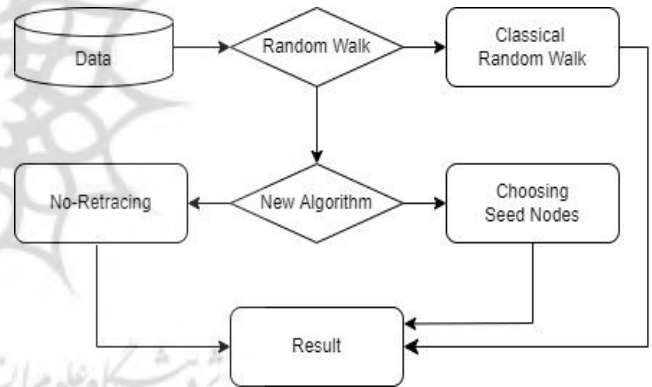 Data
Random Walk
Classical
Random Walk
No-Retracing
New Algorithm
Choosing
Seed Nodes
Result